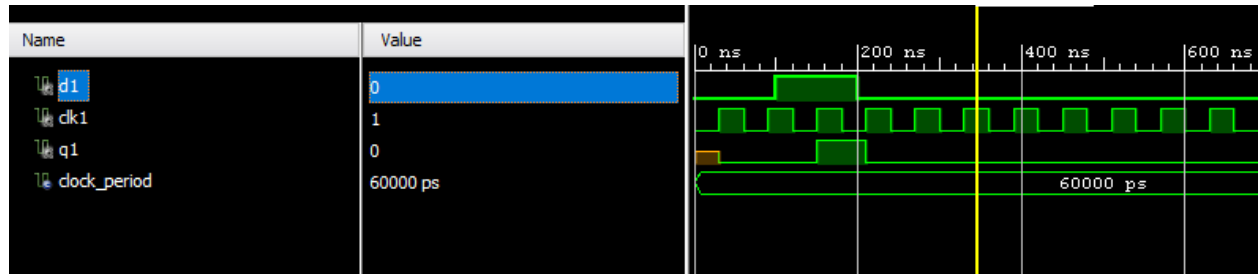 Name Value
0 ns 200 ns 400 ns 600 ns
d1 0
clk1 1
q1 0
clock_period 60000 ps 60000 ps